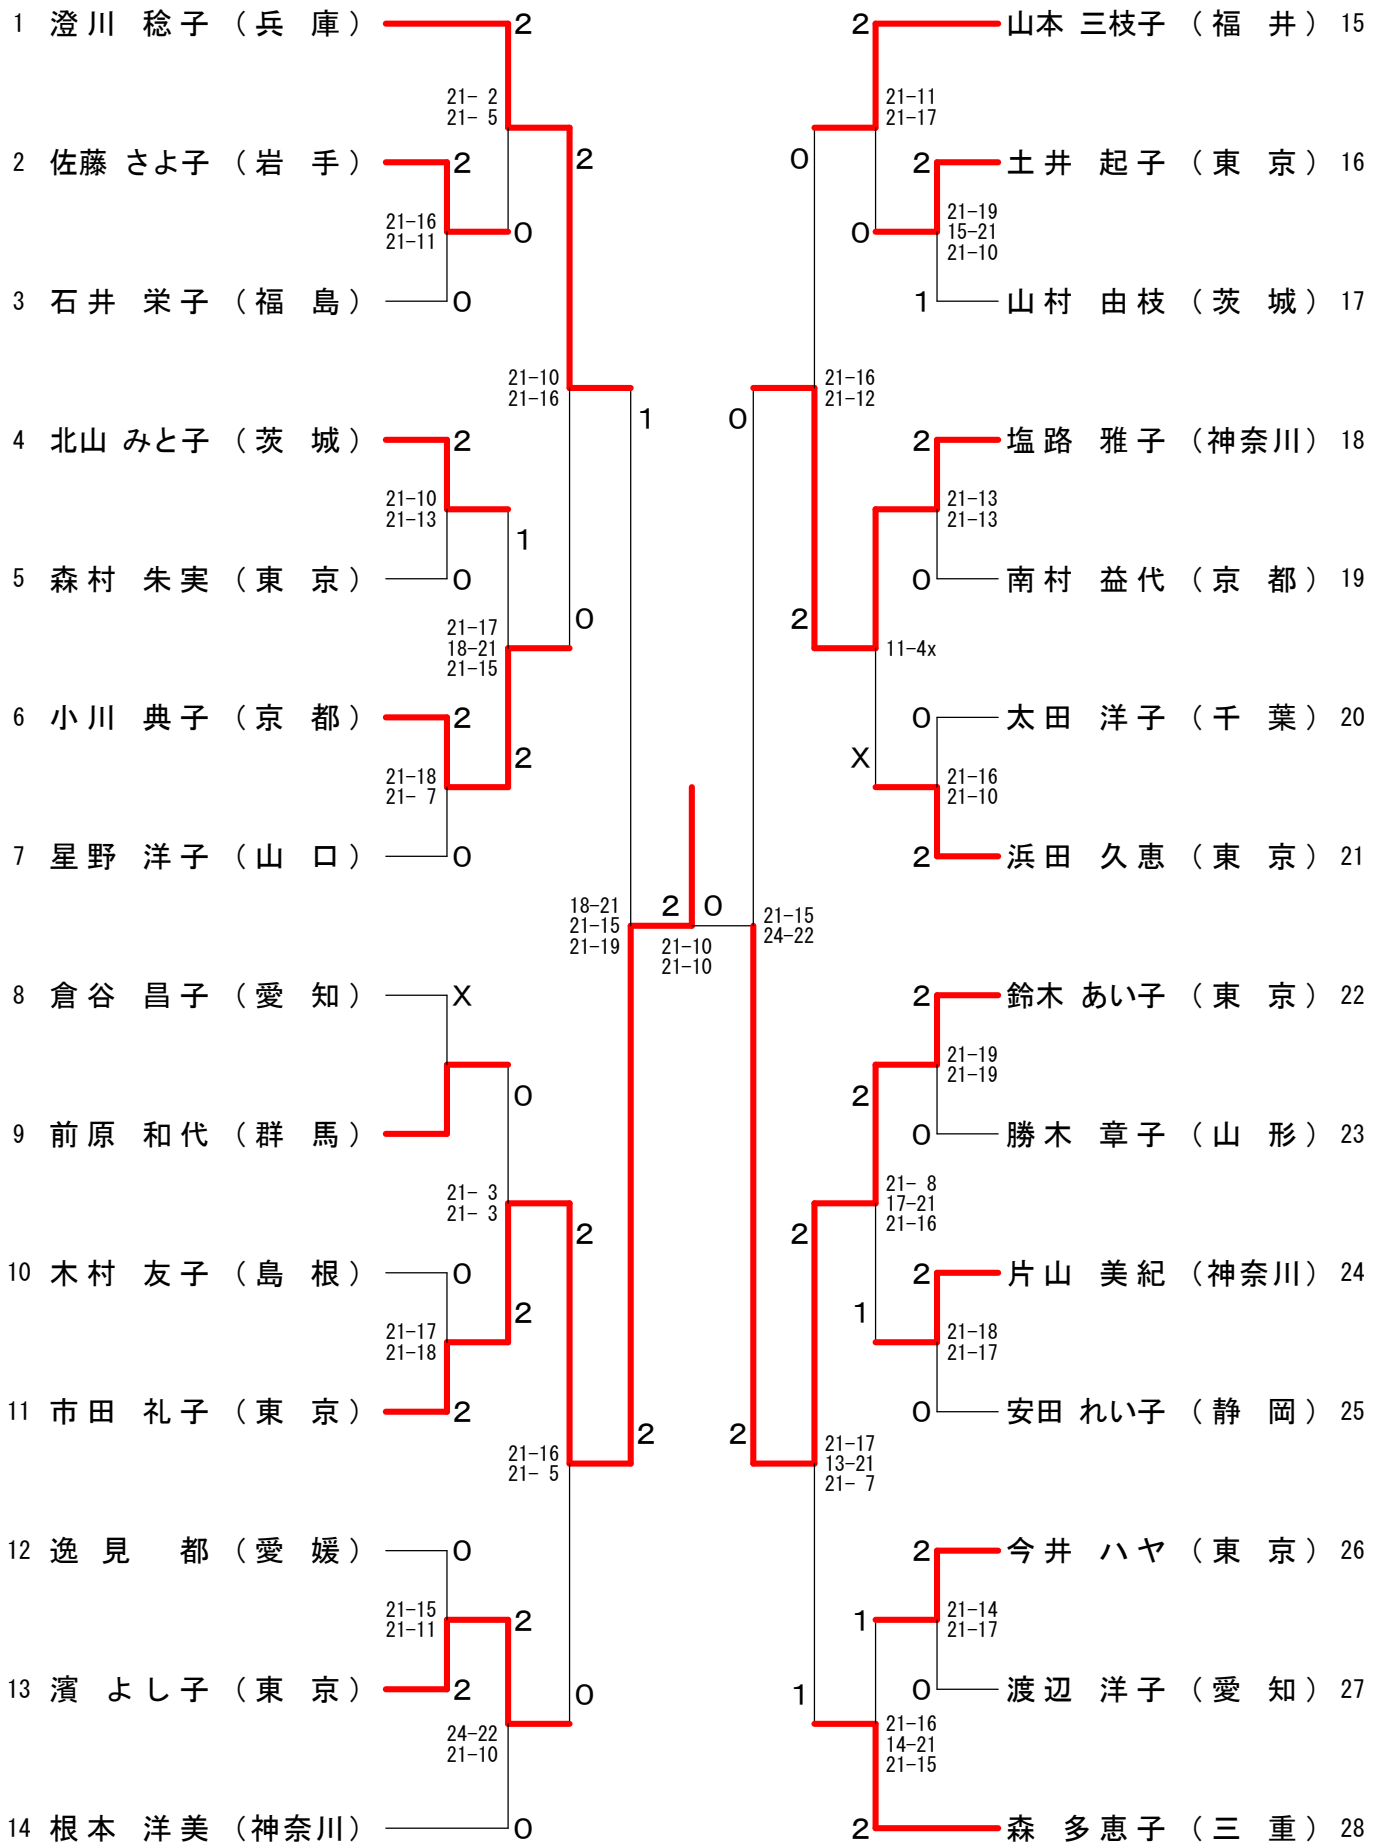 1 澄川 稔子 (兵 庫) 2
21- 2
21- 5
2 佐藤 さよ子 (岩 手) 2
2
21-16
21-11
0
3 石井 栄子 (福 島) 0
21-10
21-16
1
4 北山 みと子 (茨 城) 2
21-10
21-13
1
5 森村 朱実 (東 京) 0
0
21-17
18-21
21-15
6 小川 典子 (京 都) 2
2
21-18
21- 7
7 星野 洋子 (山 口) 0
18-21
21-15
21-19
2 0
21-10
21-10
8 倉谷 昌子 (愛 知) X
0
9 前原 和代 (群 馬)
21- 3
21- 3
2
10 木村 友子 (島 根) 0
2
21-17
21-18
11 市田 礼子 (東 京) 2
2
21-16
21- 5
12 逸見 都 (愛 媛) 0
21-15
21-11
2
13 濱 よし子 (東 京) 2
0
24-22
21-10
14 根本 洋美 (神奈川) 0
2 山本 三枝子 (福 井) 15
21-11
21-17
0
2 土井 起子 (東 京) 16
21-19
15-21
21-10
0
1 山村 由枝 (茨 城) 17
21-16
21-12
0
2 塩路 雅子 (神奈川) 18
21-13
21-13
0 南村 益代 (京 都) 19
2
11-4x
0 太田 洋子 (千 葉) 20
X
21-16
21-10
2 浜田 久恵 (東 京) 21
21-15
24-22
2 鈴木 あい子 (東 京) 22
21-19
21-19
2
0 勝木 章子 (山 形) 23
21- 8
17-21
21-16
2
2 片山 美紀 (神奈川) 24
1
21-18
21-17
0 安田 れい子 (静 岡) 25
2
21-17
13-21
21- 7
2 今井 ハヤ (東 京) 26
1
21-14
21-17
0 渡辺 洋子 (愛 知) 27
1
21-16
14-21
21-15
2 森 多恵子 (三 重) 28